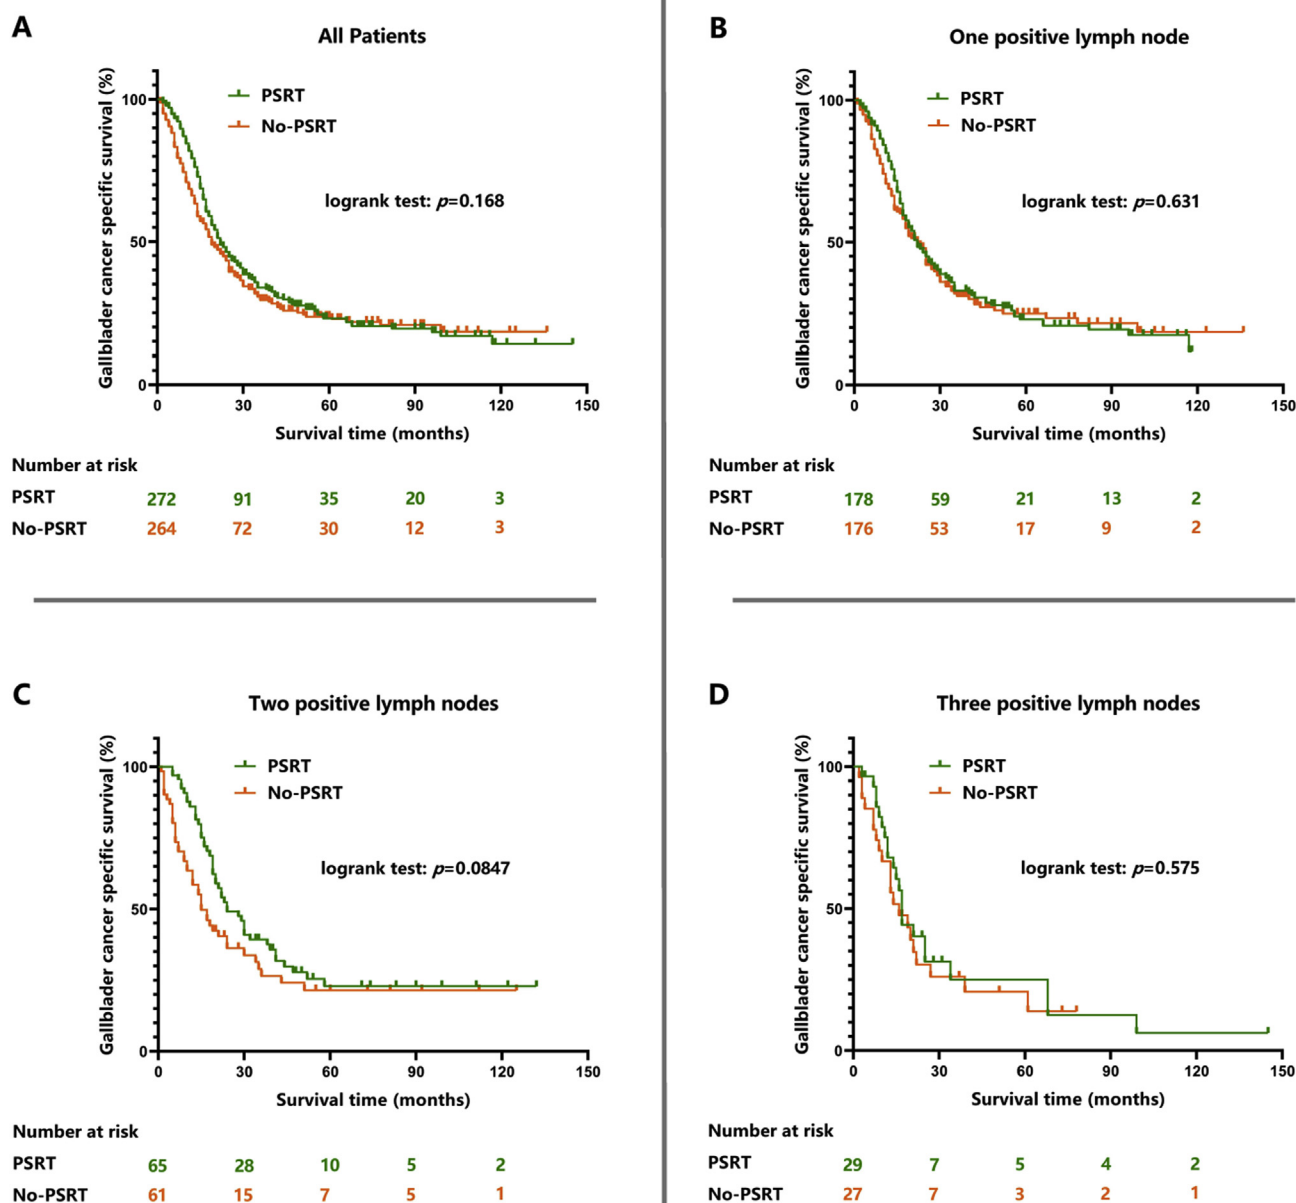 A
All Patients
Gallbladder cancer specific survival (%)
100
50
0
PSRT
No-PSRT
logrank test: p=0.168
0 30 60 90 120 150
Survival time (months)
Number at risk
PSRT 272 91 35 20 3
No-PSRT 264 72 30 12 3
B
One positive lymph node
Gallblader cancer specific survival (%)
100
50
0
PSRT
No-PSRT
logrank test: p=0.631
0 30 60 90 120 150
Survival time (months)
Number at risk
PSRT 178 59 21 13 2
No-PSRT 176 53 17 9 2
C
Two positive lymph nodes
Gallblader cancer specific survival (%)
100
50
0
PSRT
No-PSRT
logrank test: p=0.0847
0 30 60 90 120 150
Survival time (months)
Number at risk
PSRT 65 28 10 5 2
No-PSRT 61 15 7 5 1
D
Three positive lymph nodes
Gallblader cancer specific survival (%)
100
50
0
PSRT
No-PSRT
logrank test: p=0.575
0 30 60 90 120 150
Survival time (months)
Number at risk
PSRT 29 7 5 4 2
No-PSRT 27 7 3 2 1